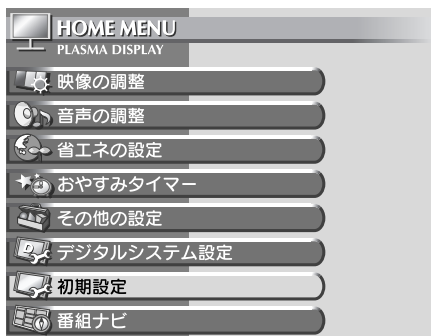 HOME MENU
PLASMA DISPLAY
映像の調整
音声の調整
省エネの設定
おやすみタイマー
その他の設定
デジタルシステム設定
初期設定
番組ナビ